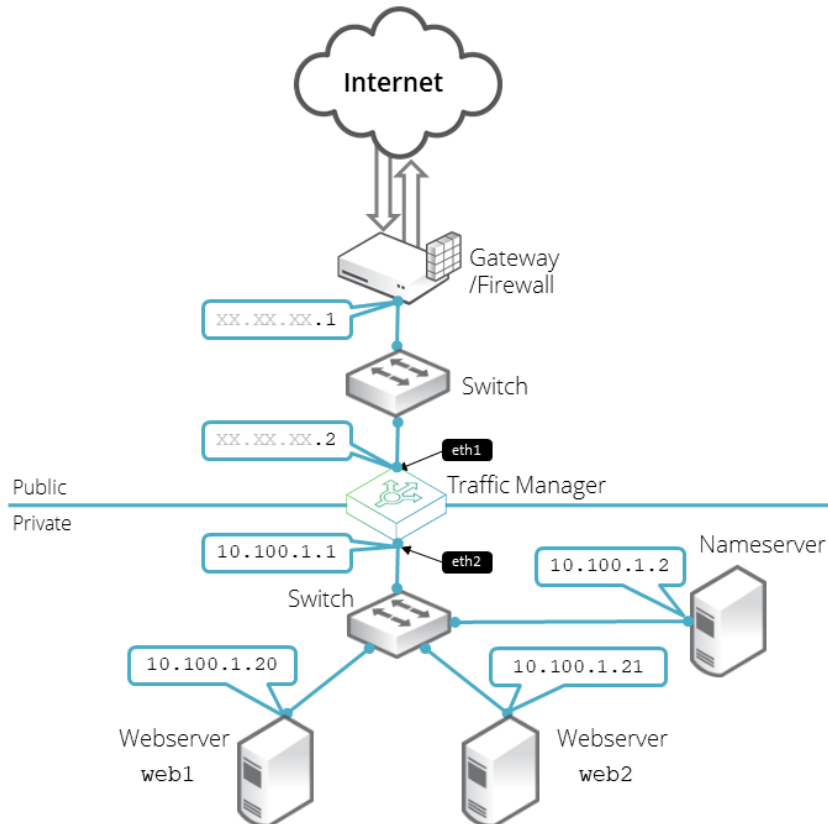 Internet
Gateway
/Firewall
xx.xx.xx.1
Switch
xx.xx.xx.2
eth1
Public
Traffic Manager
Private
10.100.1.1
eth2
Nameserver
10.100.1.2
Switch
10.100.1.20
10.100.1.21
Webserver
web1
Webserver
web2